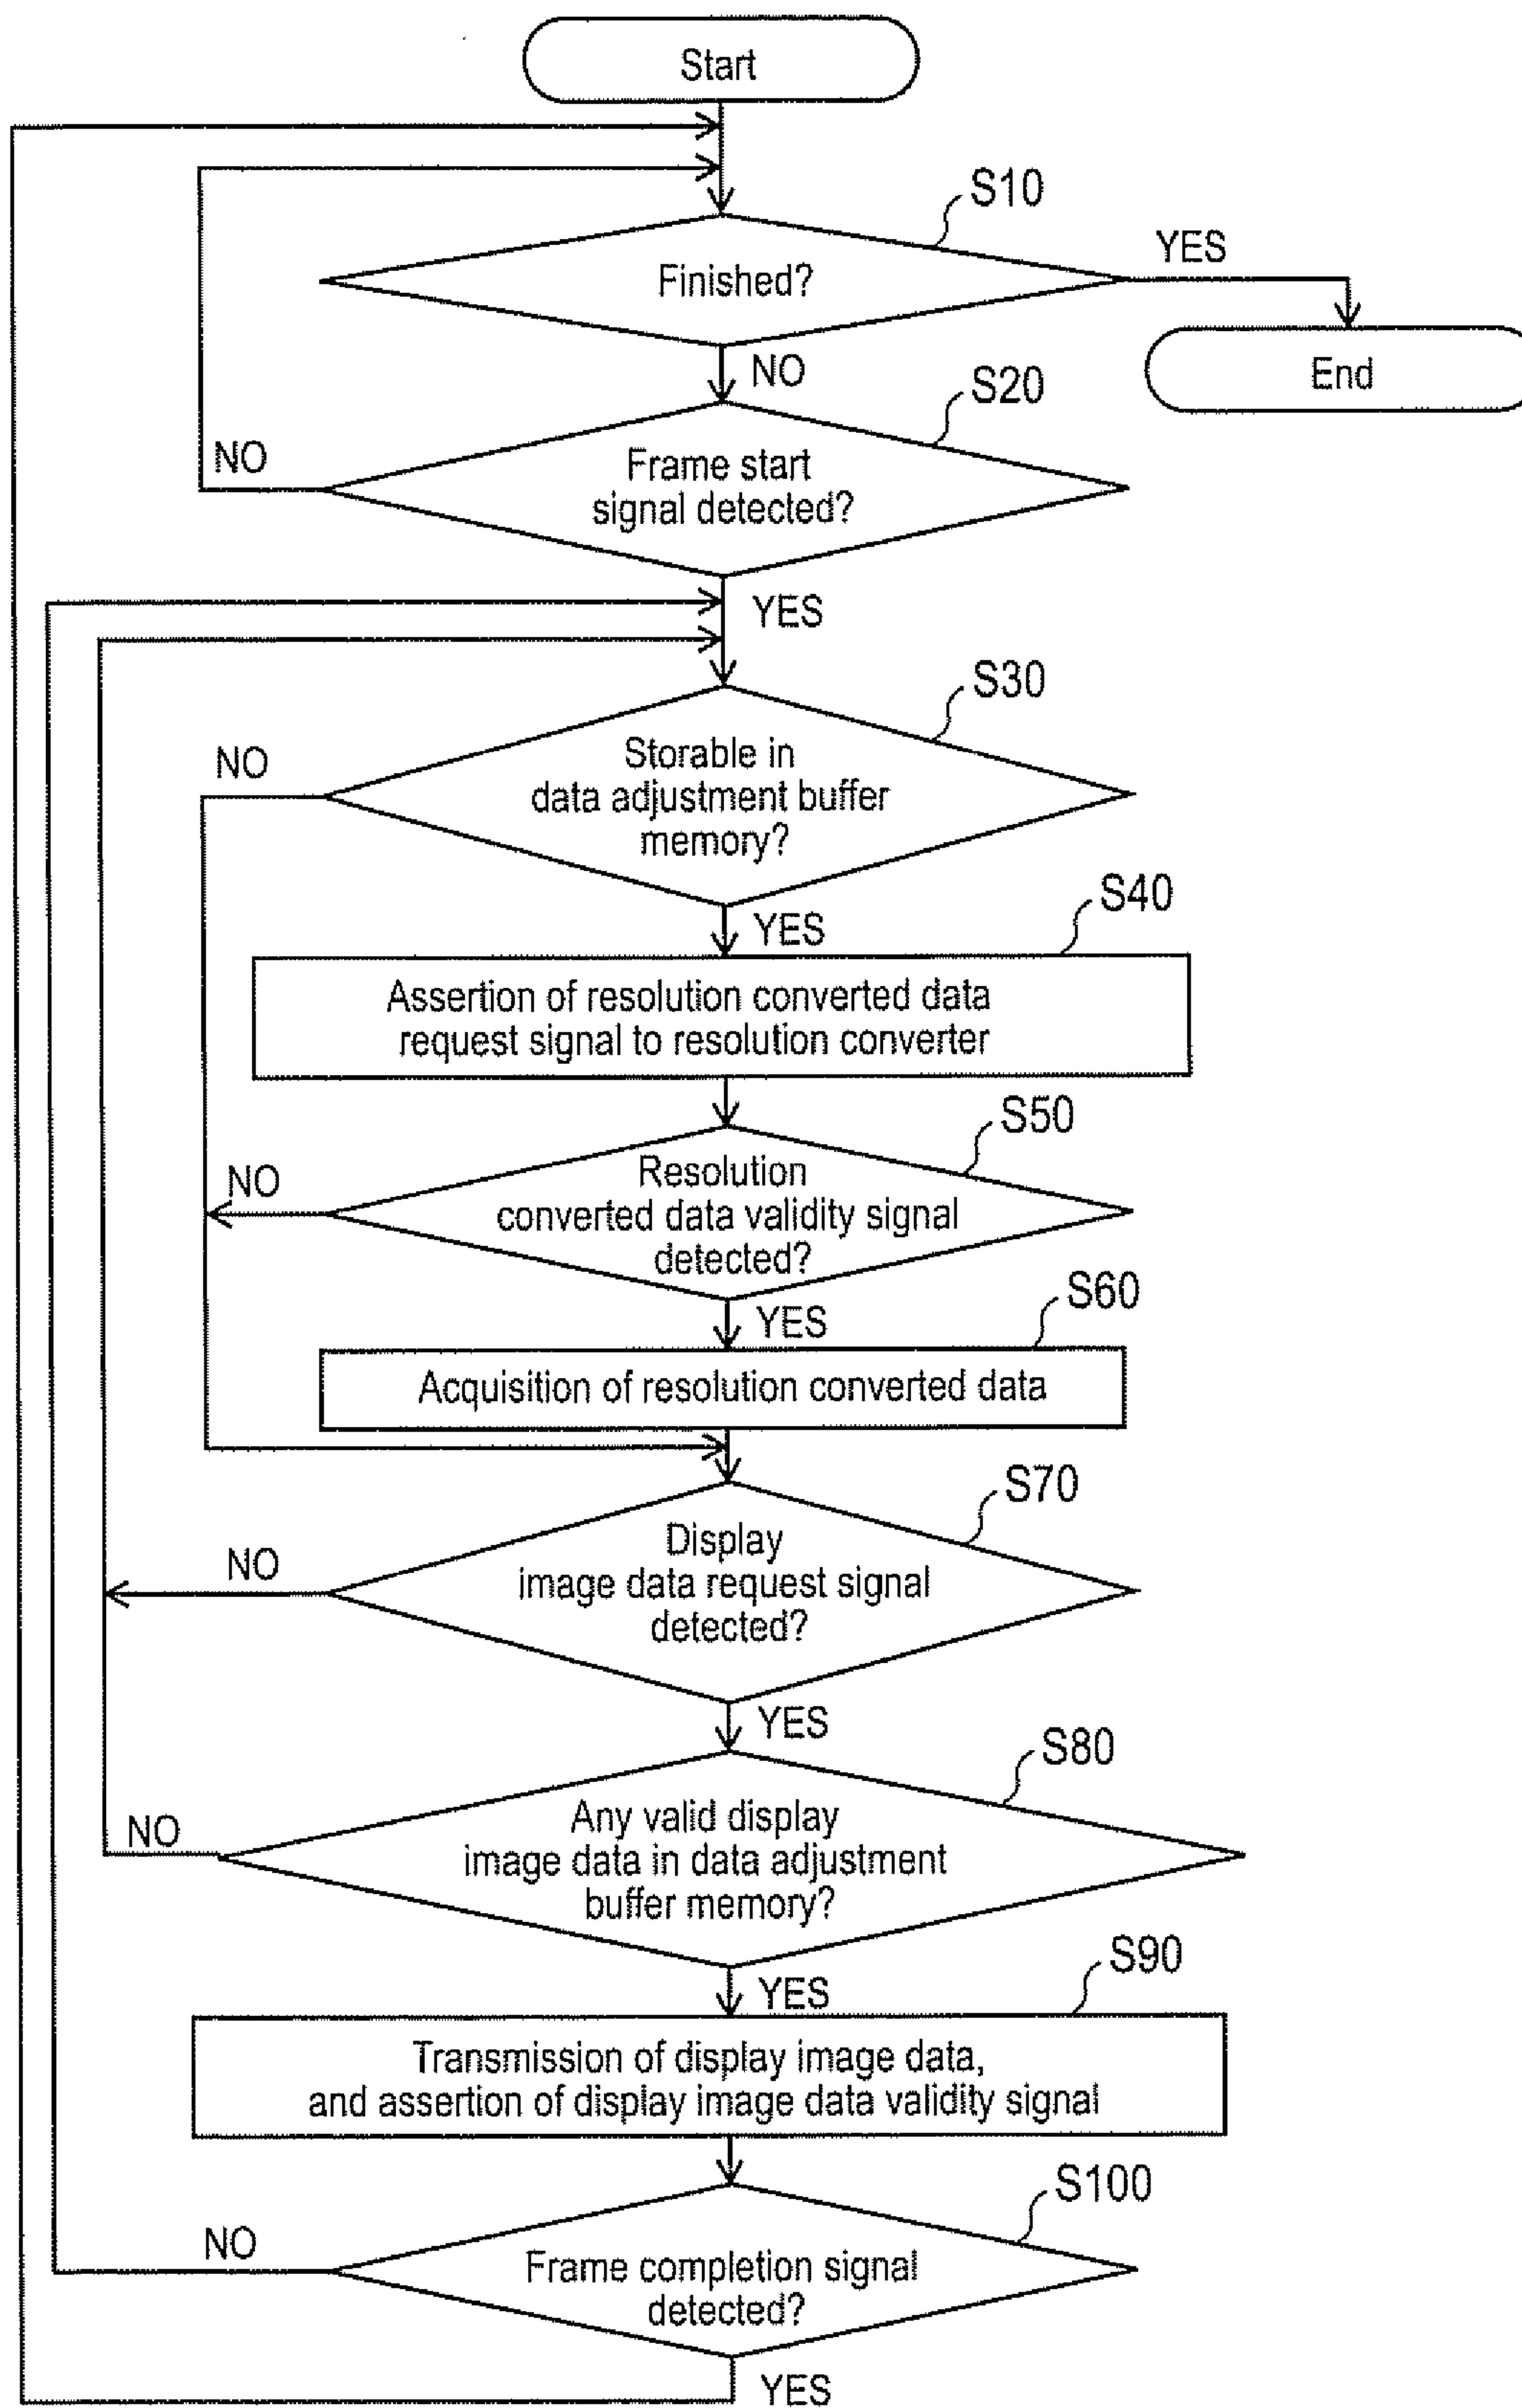 Start
S10
Finished?
YES
End
NO
S20
Frame start
signal detected?
NO
YES
S30
Storable in
data adjustment buffer
memory?
NO
YES
S40
Assertion of resolution converted data
request signal to resolution converter
S50
Resolution
converted data validity signal
detected?
NO
YES
S60
Acquisition of resolution converted data
S70
Display
image data request signal
detected?
NO
YES
S80
Any valid display
image data in data adjustment
buffer memory?
NO
YES
S90
Transmission of display image data,
and assertion of display image data validity signal
S100
Frame completion signal
detected?
NO
YES